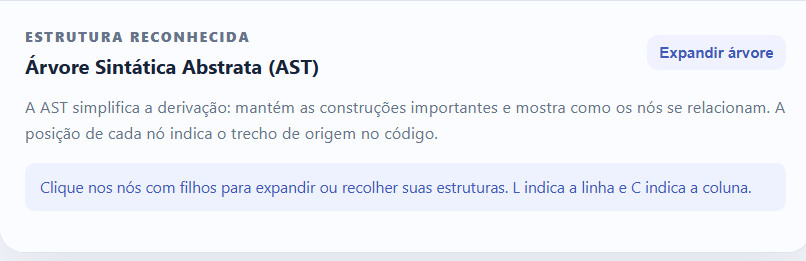 ESTRUTURA RECONHECIDA
Árvore Sintática Abstrata (AST)
Expandir árvore
A AST simplifica a derivação: mantém as construções importantes e mostra como os nós se relacionam. A
posição de cada nó indica o trecho de origem no código.
Clique nos nós com filhos para expandir ou recolher suas estruturas. L indica a linha e C indica a coluna.